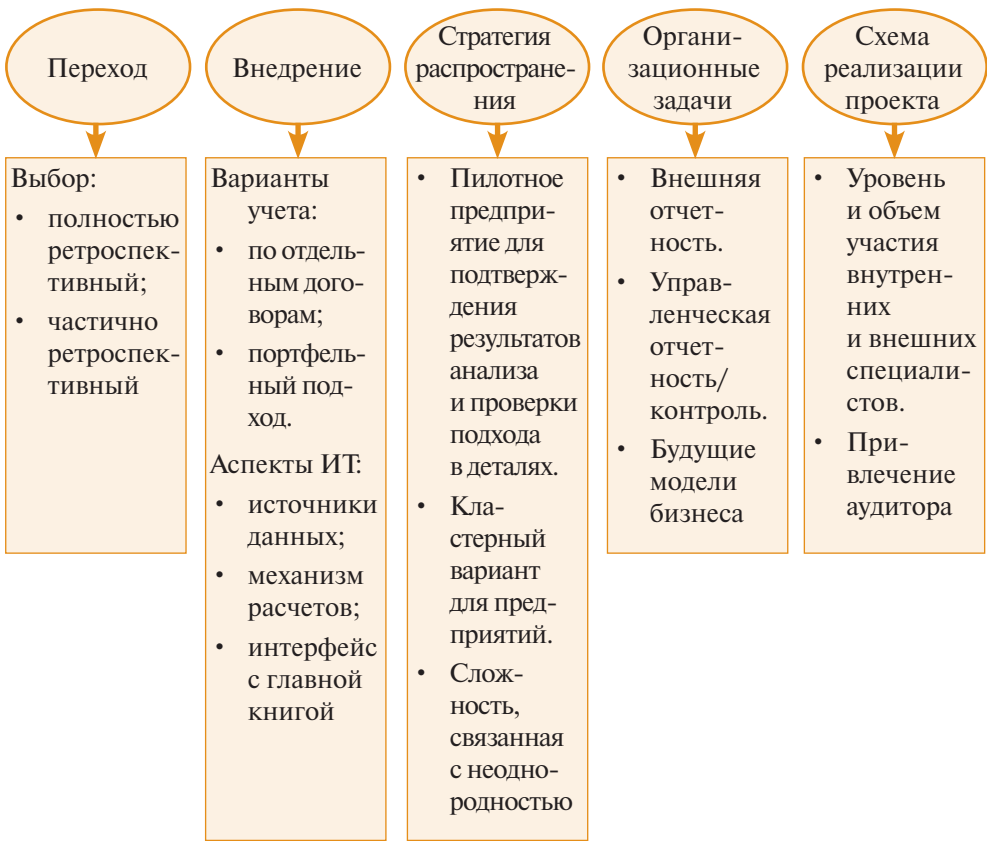 Переход
Внедрение
Стратегия
распростране-
ния
Органи-
зационные
задачи
Схема
реализации
проекта
Выбор:
• полностью
ретроспек-
тивный;
• частично
ретроспек-
тивный
Варианты
учета:
• по отдель-
ным дого-
ворам;
• портфель-
ный под-
ход.
Аспекты ИТ:
• источники
данных;
• механизм
расчетов;
• интерфейс
с главной
книгой
• Пилотное
предпри-
ятие для
подтверж-
дения
результатов
анализа
и проверки
подхода
в деталях.
• Кла-
стерный
вариант
для пред-
приятий.
• Слож-
ность,
связанная
с неодно-
родностью
• Внешняя
отчет-
ность.
• Управ-
ленческая
отчет-
ность/
контроль.
• Будущие
модели
бизнеса
• Уровень
и объем
участия
внутрен-
них
и внешних
специали-
стов.
• При-
влечение
аудитора